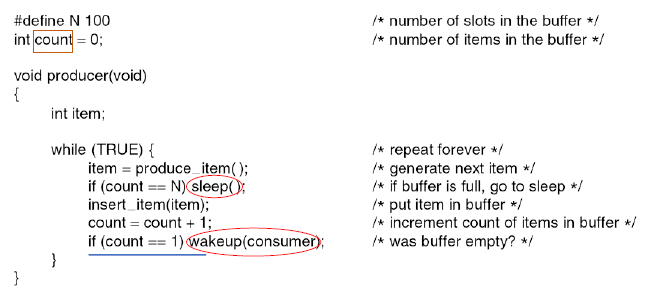 #define N 100 /* number of slots in the buffer */
int count = 0; /* number of items in the buffer */
void producer(void)
{
int item;
while (TRUE) { /* repeat forever */
item = produce_item( ); /* generate next item */
if (count == N) sleep( ); /* if buffer is full, go to sleep */
insert_item(item); /* put item in buffer */
count = count + 1; /* increment count of items in buffer */
if (count == 1) wakeup(consumer); /* was buffer empty? */
}
}